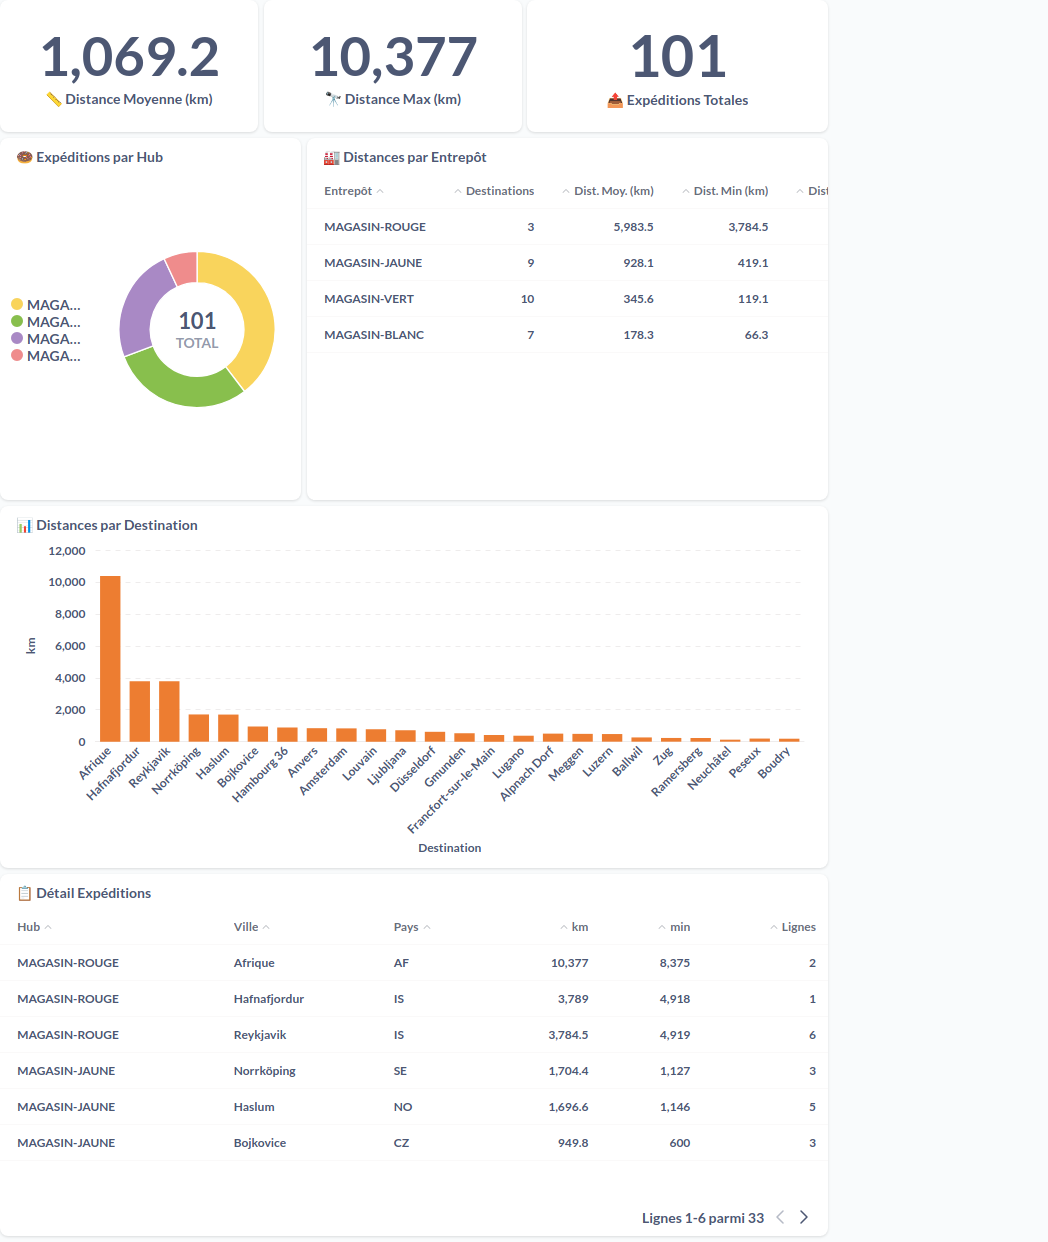 1,069.2
Distance Moyenne (km)
10,377
Distance Max (km)
101
Expéditions Totales
Expéditions par Hub
MAGA...
MAGA...
MAGA...
MAGA...
101
TOTAL
Distances par Entrepôt
Entrepôt Destinations Dist. Moy. (km) Dist. Min (km) Dist
MAGASIN-ROUGE 3 5,983.5 3,784.5
MAGASIN-JAUNE 9 928.1 419.1
MAGASIN-VERT 10 345.6 119.1
MAGASIN-BLANC 7 178.3 66.3
Distances par Destination
12,000
10,000
8,000
6,000
4,000
2,000
0
km
Afrique
Hafnafjordur
Reykjavik
Norrköping
Haslum
Bojkovice
Hambourg 36
Anvers
Amsterdam
Louvain
Ljubljana
Düsseldorf
Gmunden
Francfort-sur-le-Main
Lugano
Alpnach Dorf
Meggen
Luzern
Ballwil
Zug
Ramersberg
Neuchâtel
Peseux
Boudry
Destination
Détail Expéditions
Hub Ville Pays km min Lignes
MAGASIN-ROUGE Afrique AF 10,377 8,375 2
MAGASIN-ROUGE Hafnafjordur IS 3,789 4,918 1
MAGASIN-ROUGE Reykjavik IS 3,784.5 4,919 6
MAGASIN-JAUNE Norrköping SE 1,704.4 1,127 3
MAGASIN-JAUNE Haslum NO 1,696.6 1,146 5
MAGASIN-JAUNE Bojkovice CZ 949.8 600 3
Lignes 1-6 parmi 33